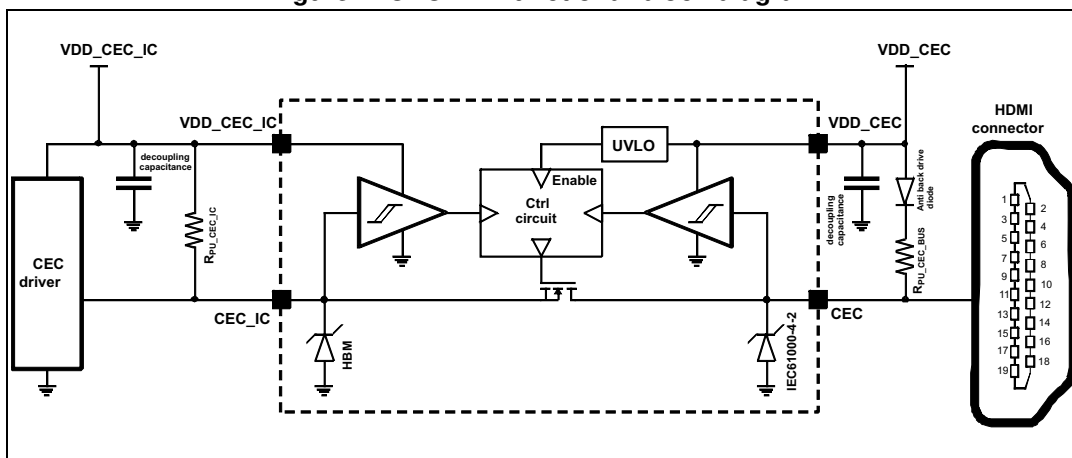 VDD_CEC_IC
VDD_CEC
HDMI
connector
VDD_CEC_IC
VDD_CEC
decoupling
capacitance
UVLO
Enable
Ctrl
circuit
decoupling
capacitance
Anti back drive
diode
RPU_CEC_IC
RPU_CEC_BUS
CEC
driver
CEC_IC
CEC
HBM
IEC61000-4-2
1
2
3
4
5
6
7
8
9
10
11
12
13
14
15
16
17
18
19